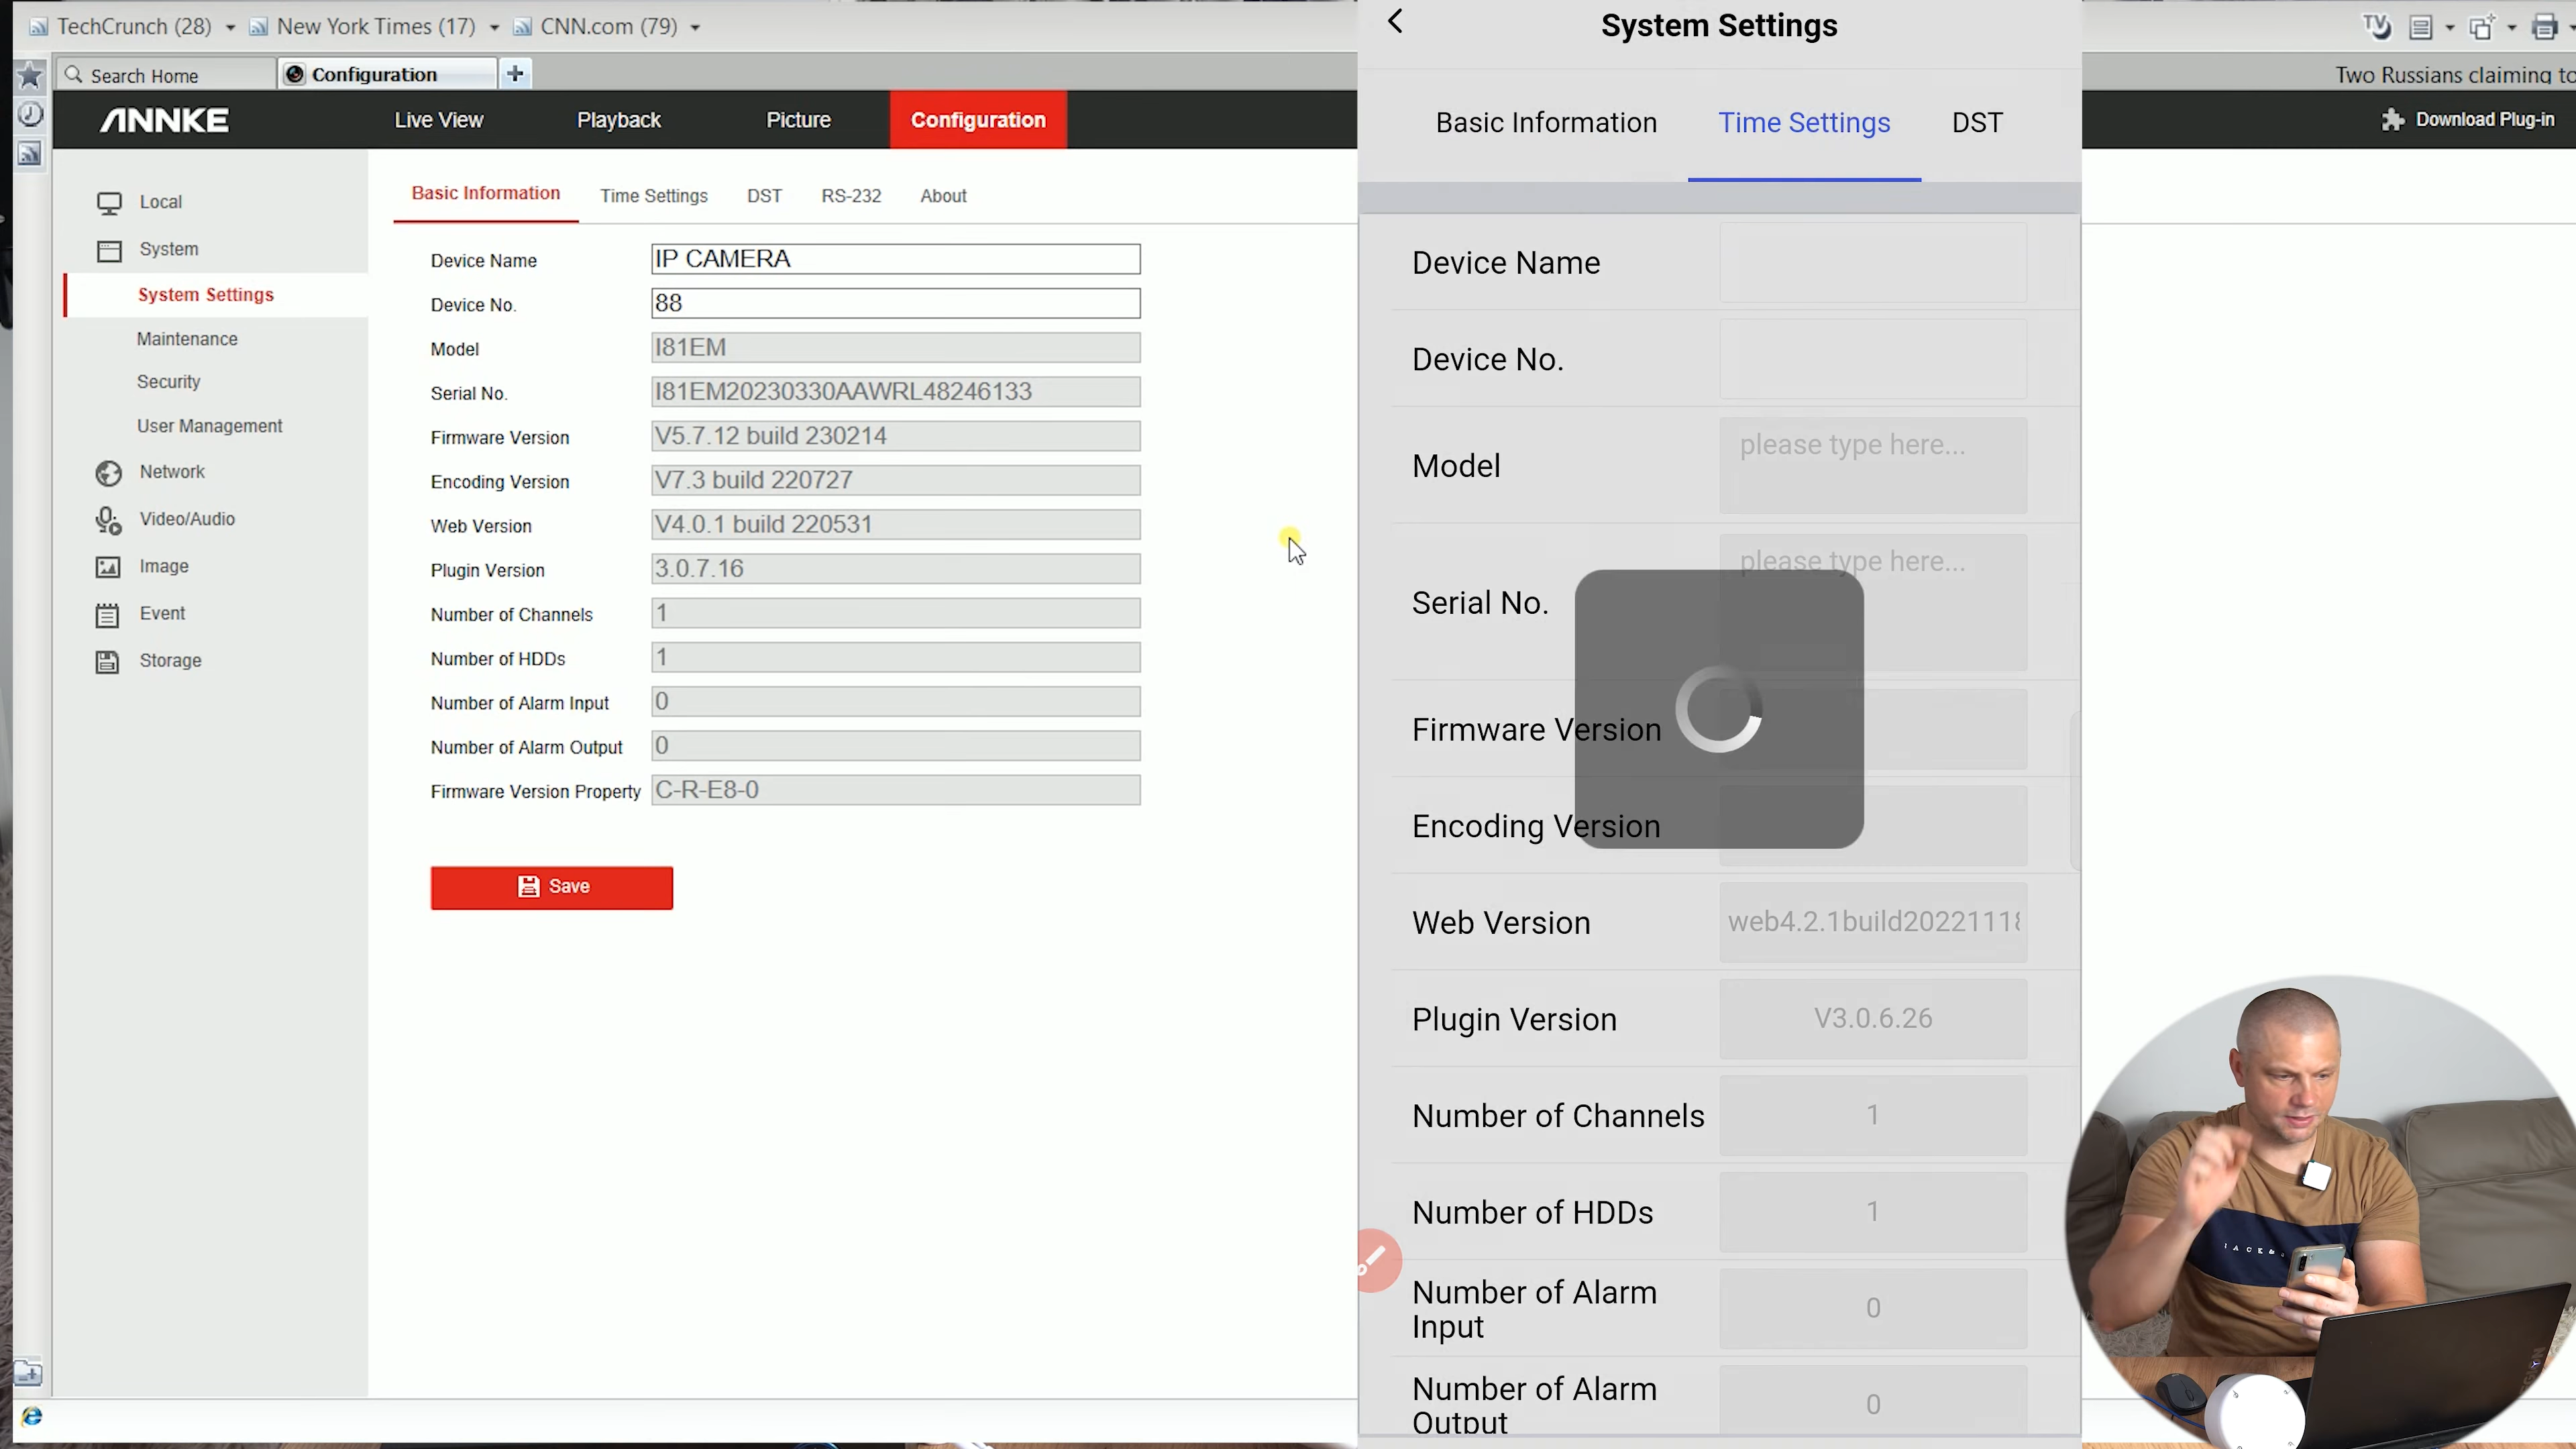 TechCrunch (28)
New York Times (17)
CNN.com (79)
Search Home
Configuration
Two Russians claiming to
ANNKE
Live View
Playback
Picture
Configuration
Download Plug-in
Local
System
System Settings
Maintenance
Security
User Management
Network
Video/Audio
Image
Event
Storage
Basic Information
Time Settings
DST
RS-232
About
Device Name IP CAMERA
Device No. 88
Model I81EM
Serial No. I81EM20230330AAWRL48246133
Firmware Version V5.7.12 build 230214
Encoding Version V7.3 build 220727
Web Version V4.0.1 build 220531
Plugin Version 3.0.7.16
Number of Channels 1
Number of HDDs 1
Number of Alarm Input 0
Number of Alarm Output 0
Firmware Version Property C-R-E8-0
Save
System Settings
Basic Information
Time Settings
DST
Device Name
Device No.
Model please type here...
Serial No. please type here...
Firmware Version
Encoding Version
Web Version web4.2.1build2022111
Plugin Version V3.0.6.26
Number of Channels 1
Number of HDDs 1
Number of Alarm
Input 0
Number of Alarm
Output 0